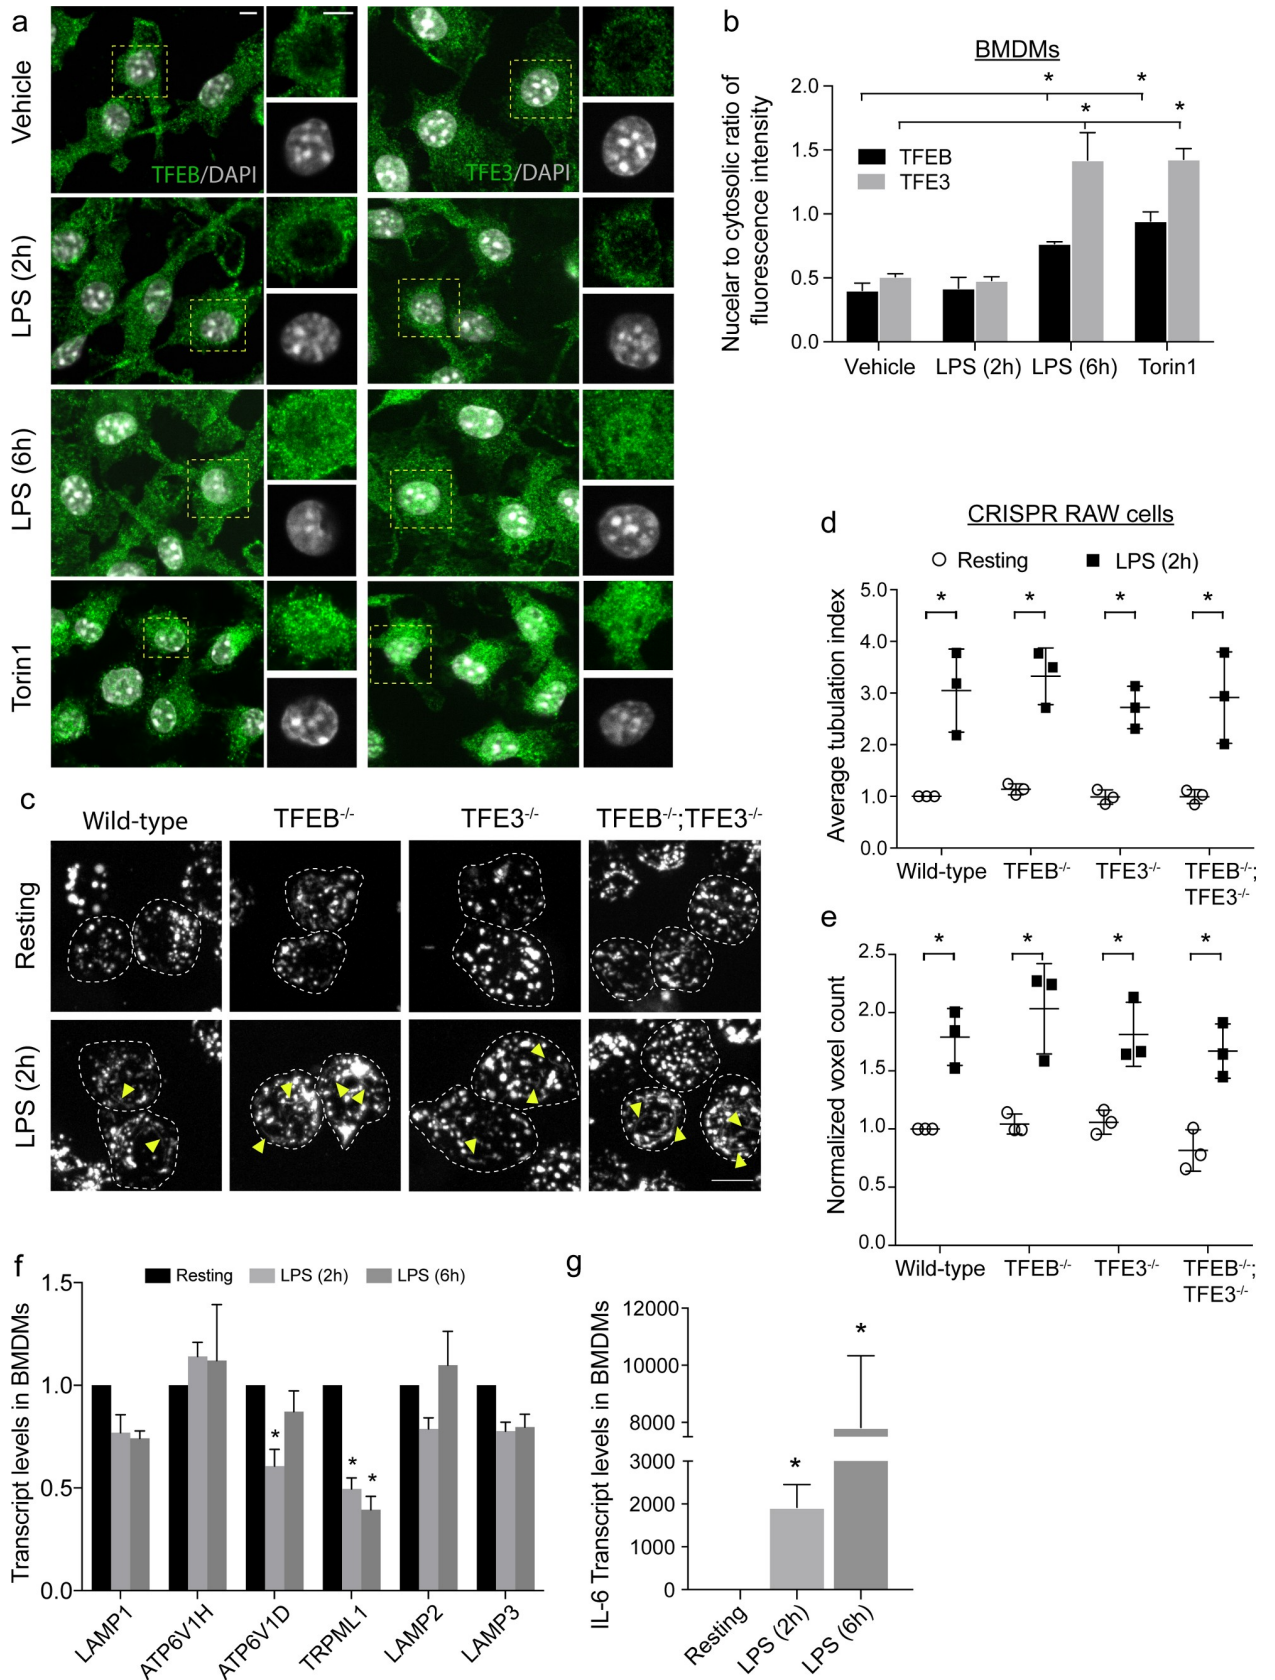 a
Vehicle
TFEB/DAPI
TFE3/DAPI
LPS (2h)
LPS (6h)
Torin1
b
BMDMs
Nucelar to cytosolic ratio of
fluorescence intensity
2.0
1.5
1.0
0.5
0.0
* *
* *
TFEB
TFE3
Vehicle LPS (2h) LPS (6h) Torin1
c
Wild-type TFEB-/- TFE3-/- TFEB-/-;TFE3-/-
Resting
LPS (2h)
d
CRISPR RAW cells
Resting LPS (2h)
Average tubulation index
5.0
4.0
3.0
2.0
1.0
0.0
* * * *
Wild-type TFEB-/- TFE3-/- TFEB-/-;
TFE3-/-
e
Normalized voxel count
2.5
2.0
1.5
1.0
0.5
0.0
* * * *
Wild-type TFEB-/- TFE3-/- TFEB-/-;
TFE3-/-
f
Resting LPS (2h) LPS (6h)
Transcript levels in BMDMs
1.5
1.0
0.5
0.0
* * *
LAMP1
ATP6V1H
ATP6V1D
TRPML1
LAMP2
LAMP3
g
IL-6 Transcript levels in BMDMs
12000
10000
8000
3000
2000
1000
0
* *
Resting
LPS (2h)
LPS (6h)